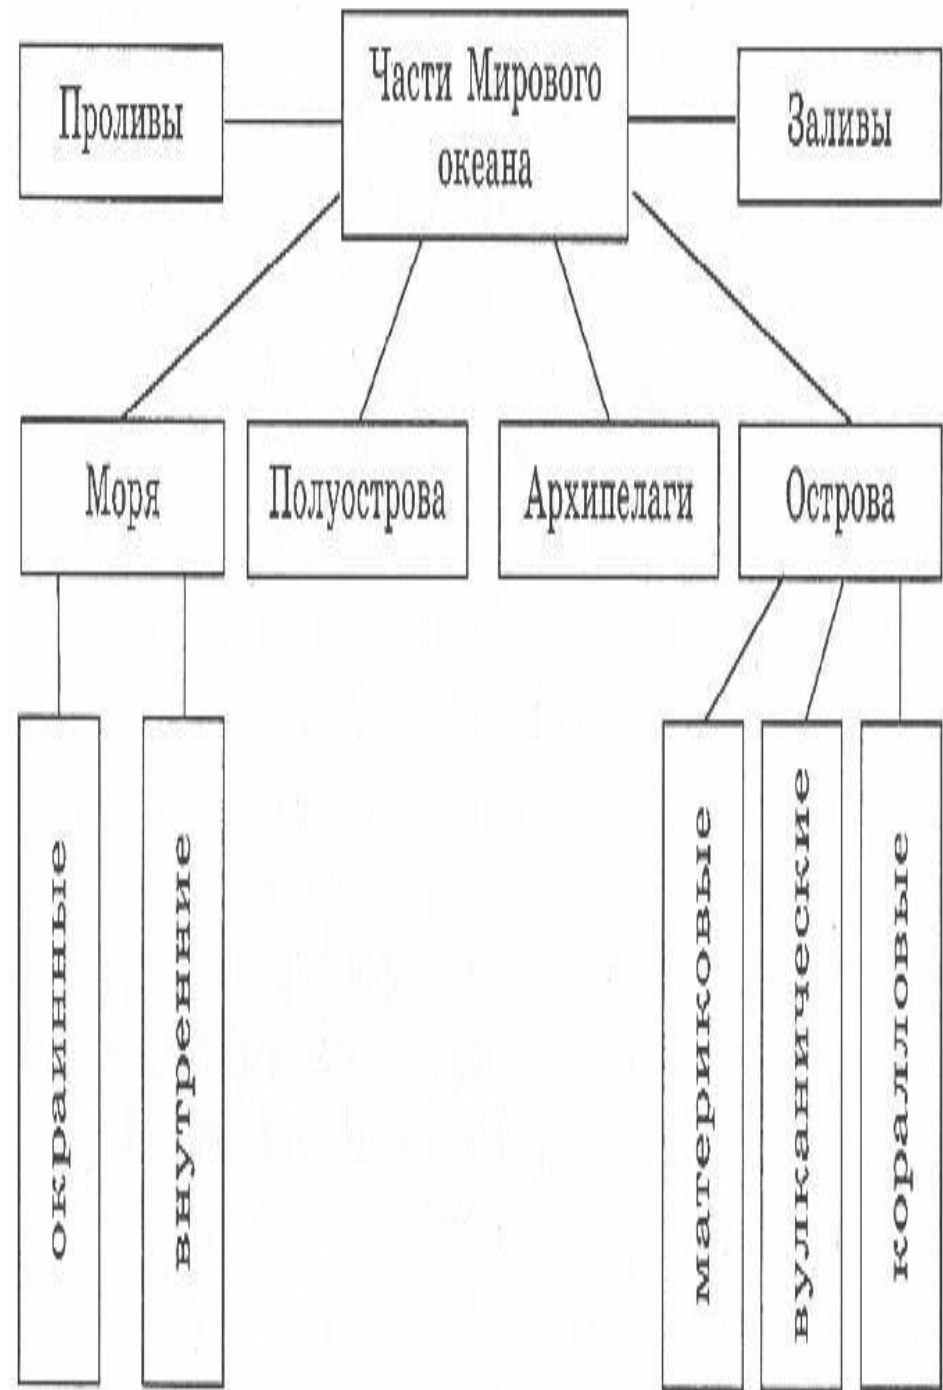 Проливы
Части Мирового
океана
Заливы
Моря
Полуострова
Архипелаги
Острова
окраинные
внутренние
материковые
вулканические
коралловые